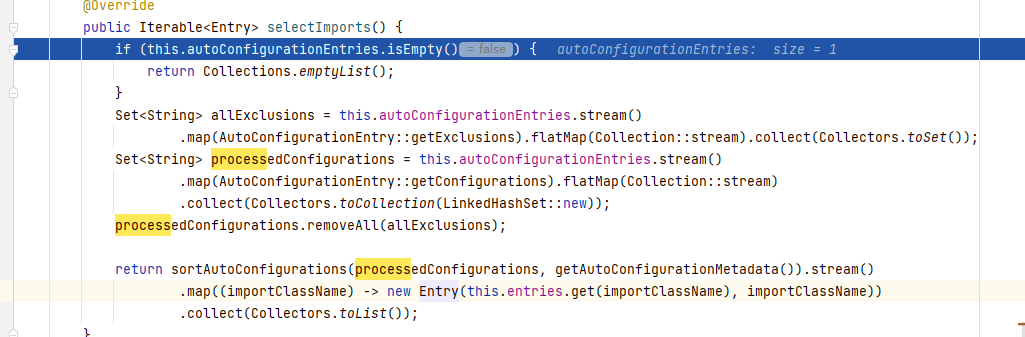 @Override
public Iterable<Entry> selectImports() {
if (this.autoConfigurationEntries.isEmpty() = false ) { autoConfigurationEntries: size = 1
return Collections.emptyList();
}
Set<String> allExclusions = this.autoConfigurationEntries.stream()
.map(AutoConfigurationEntry::getExclusions).flatMap(Collection::stream).collect(Collectors.toSet());
Set<String> processedConfigurations = this.autoConfigurationEntries.stream()
.map(AutoConfigurationEntry::getConfigurations).flatMap(Collection::stream)
.collect(Collectors.toCollection(LinkedHashSet::new));
processedConfigurations.removeAll(allExclusions);
return sortAutoConfigurations(processedConfigurations, getAutoConfigurationMetadata()).stream()
.map((importClassName) -> new Entry(this.entries.get(importClassName), importClassName))
.collect(Collectors.toList());
}